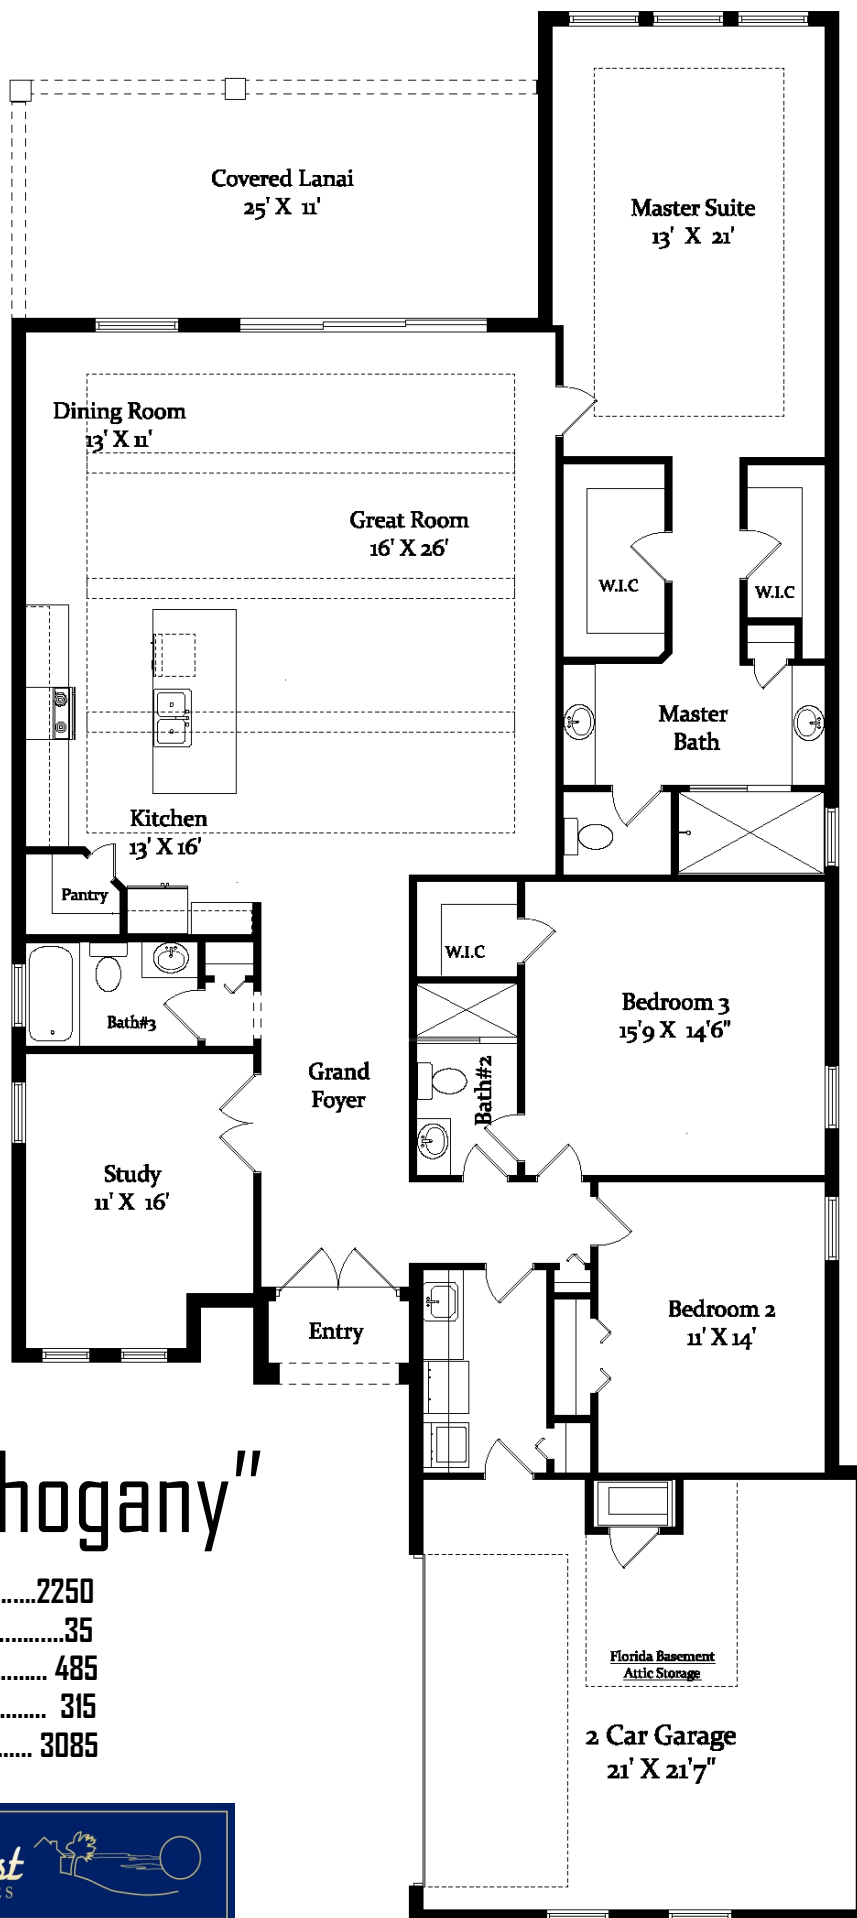 Covered Lanai
25' X 11'
Master Suite
13' X 21'
Dining Room
13' X 11'
Great Room
16' X 26'
W.I.C
W.I.C
Master
Bath
Kitchen
13' X 16'
Pantry
W.I.C
Bedroom 3
15'9 X 14'6"
Bath#3
Bath#2
Grand
Foyer
Study
11' X 16'
Entry
Bedroom 2
11' X 14'
hogany"
......2250
...........35
......... 485
......... 315
...... 3085
Florida Basement
Attic Storage
2 Car Garage
21' X 21'7"
st
ES